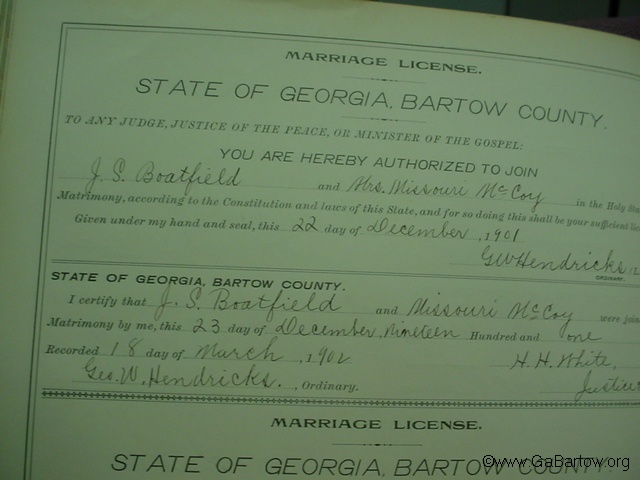 MARRIAGE LICENSE.
STATE OF GEORGIA, BARTOW COUNTY.
TO ANY JUDGE, JUSTICE OF THE PEACE, OR MINISTER OF THE GOSPEL:
YOU ARE HEREBY AUTHORIZED TO JOIN
J. S. Boatfield and Mrs. Missouri McCoy in the Holy
Matrimony, according to the Constitution and laws of this State, and for so doing this shall be your sufficient
Given under my hand and seal, this 22 day of December, 1901
GW Hendricks
ORDINARY.
STATE OF GEORGIA, BARTOW COUNTY.
I certify that J. S. Boatfield and Missouri McCoy were
Matrimony by me, this 23 day of December, Nineteen Hundred and one
Recorded 18 day of March, 1902
H. H. White,
Geo. W. Hendricks., Ordinary.
Justice
MARRIAGE LICENSE.
STATE OF GEORGIA, BARTOW COUNTY.
©www.GaBartow.org